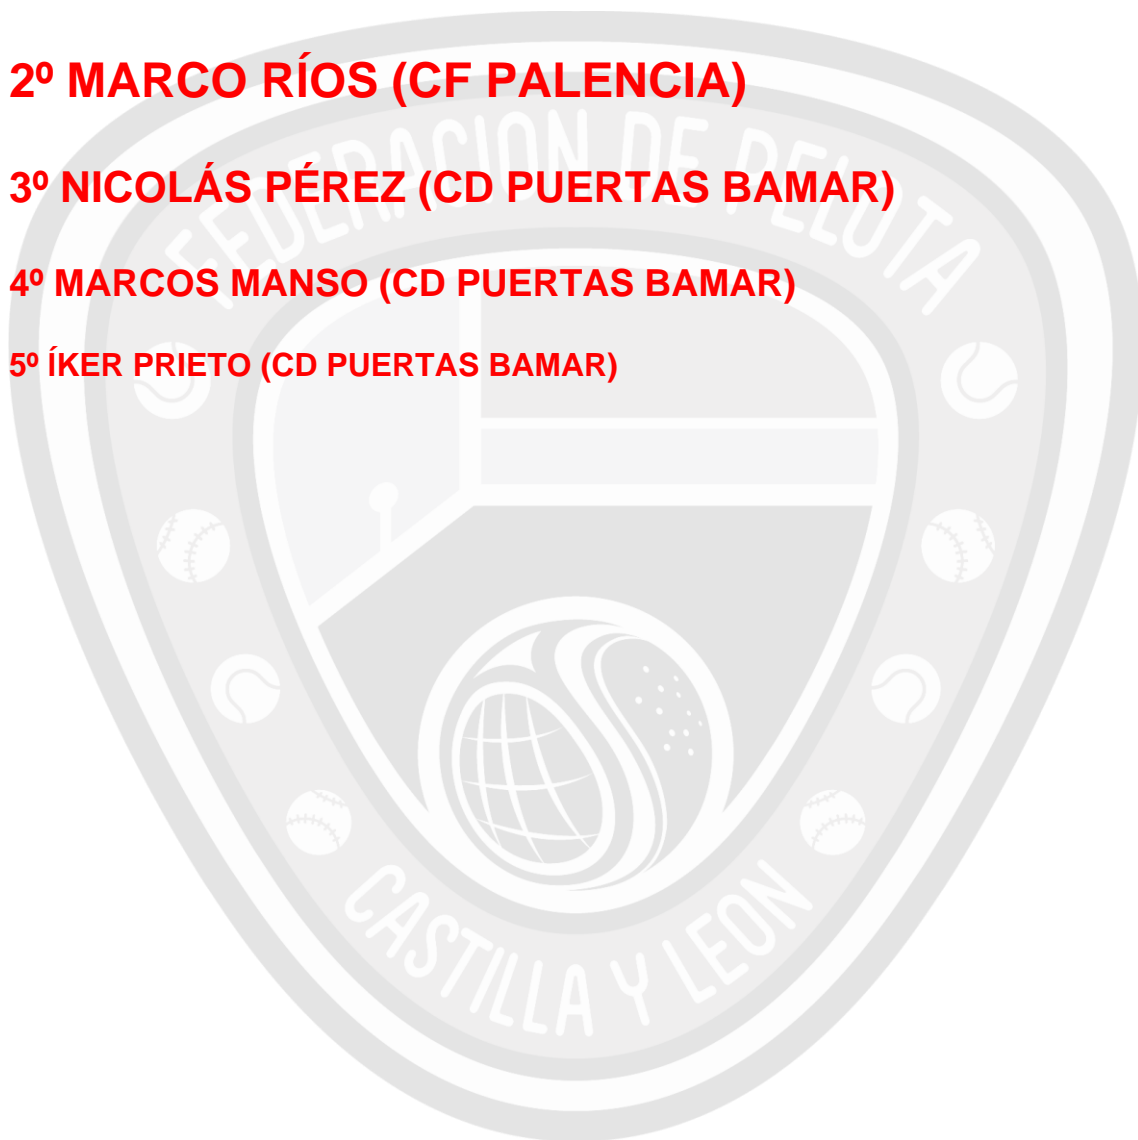 2º MARCO RÍOS (CF PALENCIA)
3º NICOLÁS PÉREZ (CD PUERTAS BAMAR)
4º MARCOS MANSO (CD PUERTAS BAMAR)
5º ÍKER PRIETO (CD PUERTAS BAMAR)
FEDERACION DE PELOTA
CASTILLA Y LEON